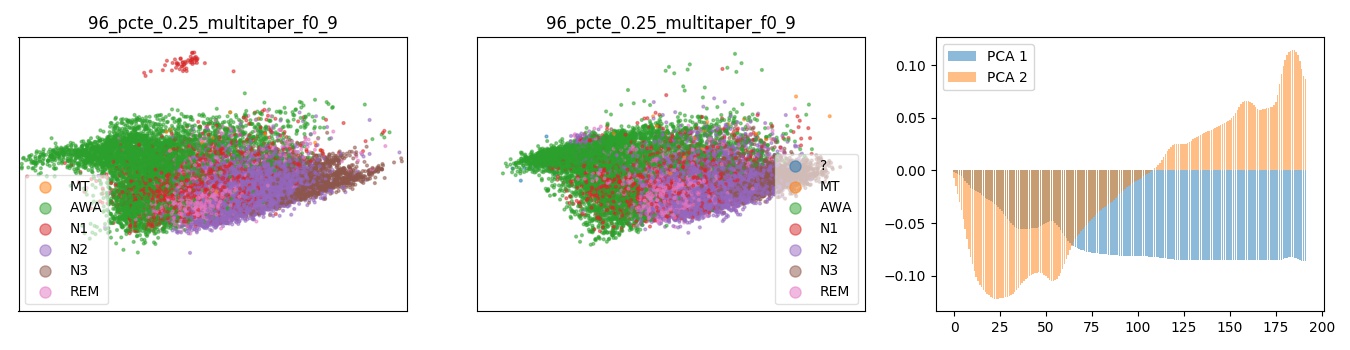 96_pcte_0.25_multitaper_f0_9
MT
AWA
N1
N2
N3
REM
96_pcte_0.25_multitaper_f0_9
?
MT
AWA
N1
N2
N3
REM
PCA 1
PCA 2
0.10
0.05
0.00
−0.05
−0.10
0 25 50 75 100 125 150 175 200